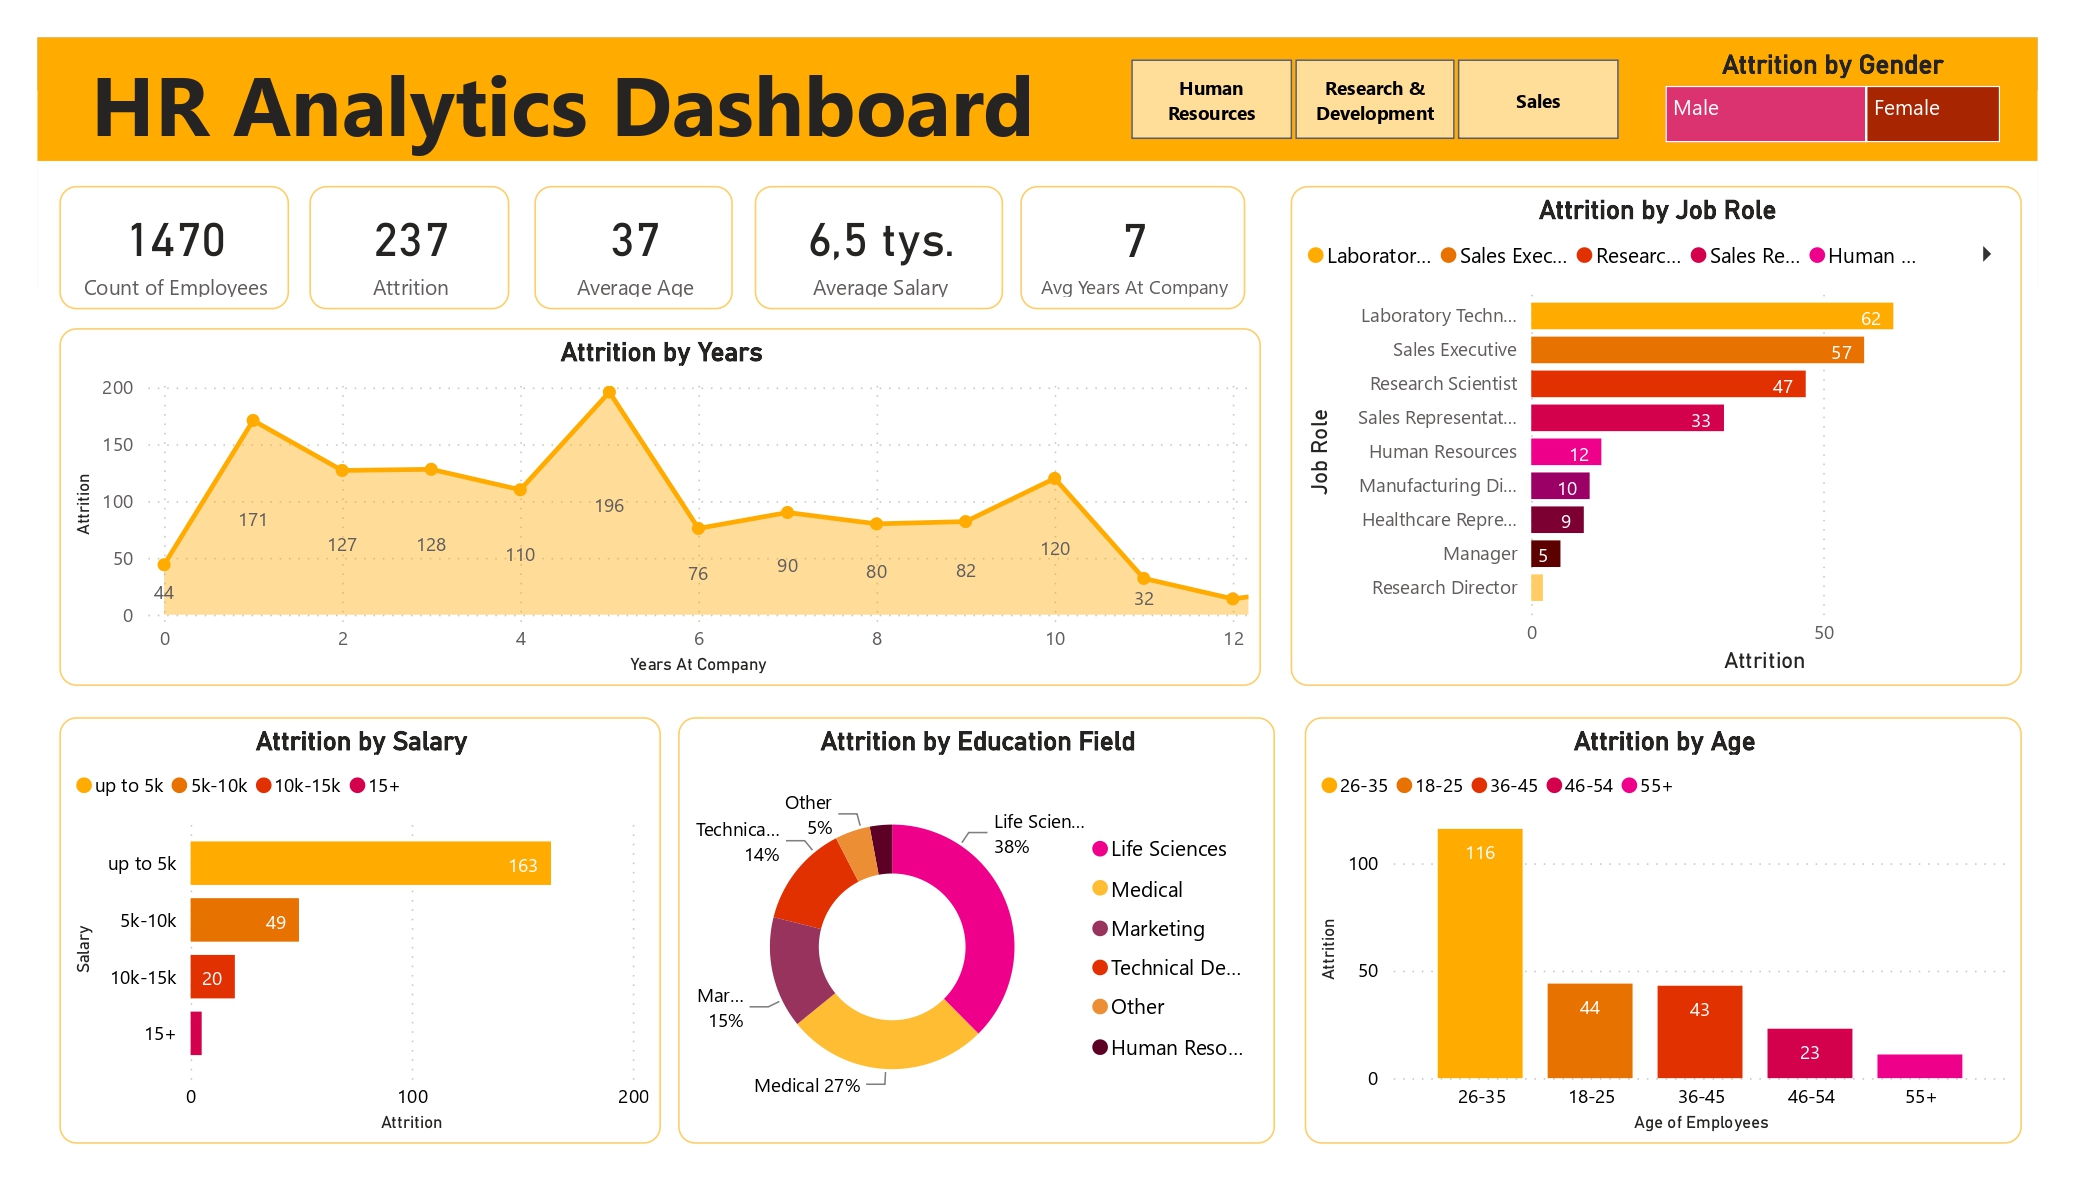 HR Analytics Dashboard
Human
Resources
Research &
Development
Sales
Attrition by Gender
Male
Female
1470
Count of Employees
237
Attrition
37
Average Age
6,5 tys.
Average Salary
7
Avg Years At Company
Attrition by Job Role
Laborator... Sales Exec... Researc... Sales Re... Human ...
Job Role
Laboratory Techn... 62
Sales Executive 57
Research Scientist 47
Sales Representat... 33
Human Resources 12
Manufacturing Di... 10
Healthcare Repre... 9
Manager 5
Research Director
0 50
Attrition
Attrition by Years
Attrition
200
150
100
50
0
44 171 127 128 110 196 76 90 80 82 120 32
0 2 4 6 8 10 12
Years At Company
Attrition by Salary
up to 5k 5k-10k 10k-15k 15+
Salary
up to 5k 163
5k-10k 49
10k-15k 20
15+
0 100 200
Attrition
Attrition by Education Field
Other
5%
Technica...
14%
Life Scien...
38%
Mar...
15%
Medical 27%
Life Sciences
Medical
Marketing
Technical De...
Other
Human Reso...
Attrition by Age
26-35 18-25 36-45 46-54 55+
Attrition
100
50
0
116 44 43 23
26-35 18-25 36-45 46-54 55+
Age of Employees